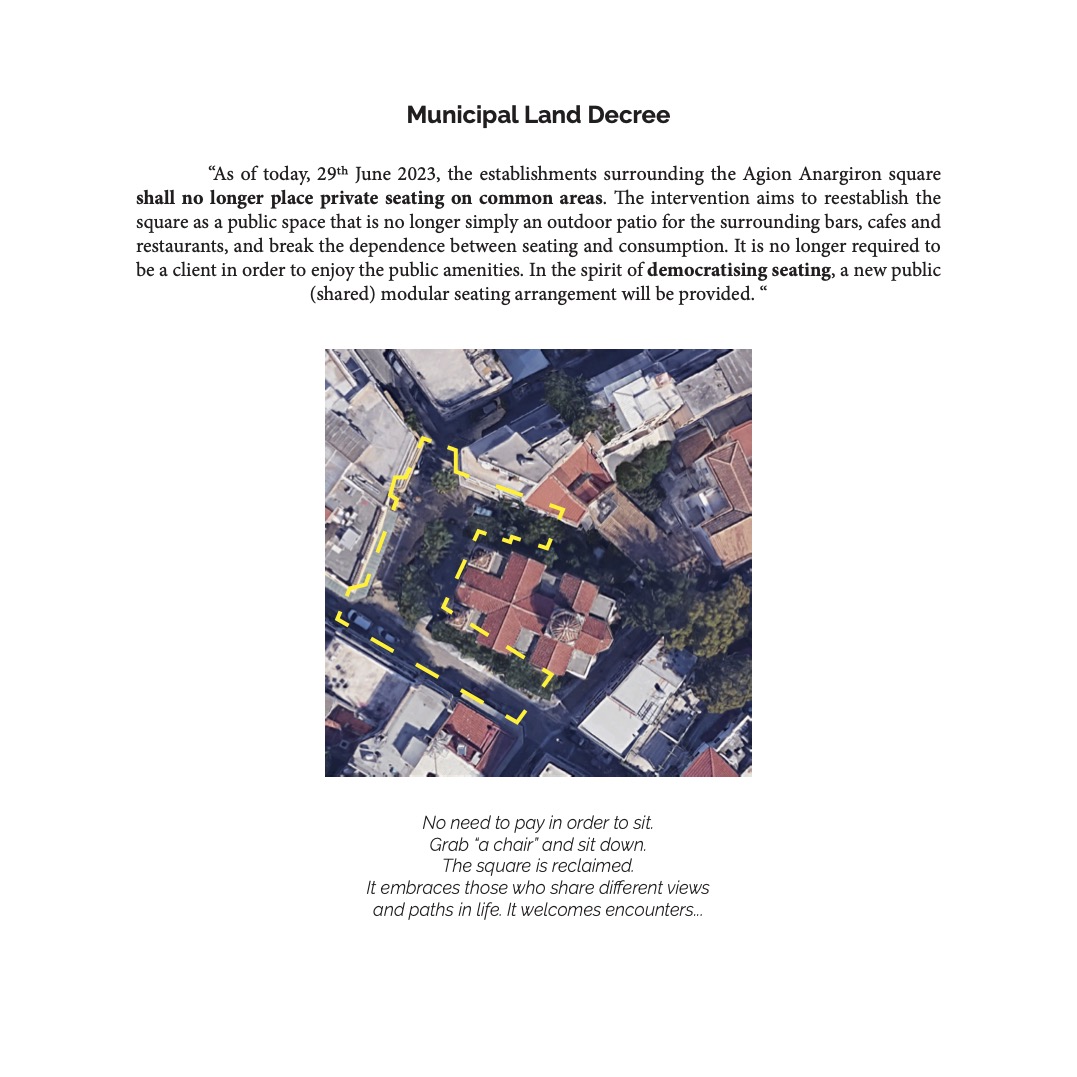 Municipal Land Decree
“As of today, 29th June 2023, the establishments surrounding the Agion Anargiron square
shall no longer place private seating on common areas. The intervention aims to reestablish the
square as a public space that is no longer simply an outdoor patio for the surrounding bars, cafes and
restaurants, and break the dependence between seating and consumption. It is no longer required to
be a client in order to enjoy the public amenities. In the spirit of democratising seating, a new public
(shared) modular seating arrangement will be provided. “
No need to pay in order to sit.
Grab “a chair” and sit down.
The square is reclaimed.
It embraces those who share different views
and paths in life. It welcomes encounters...